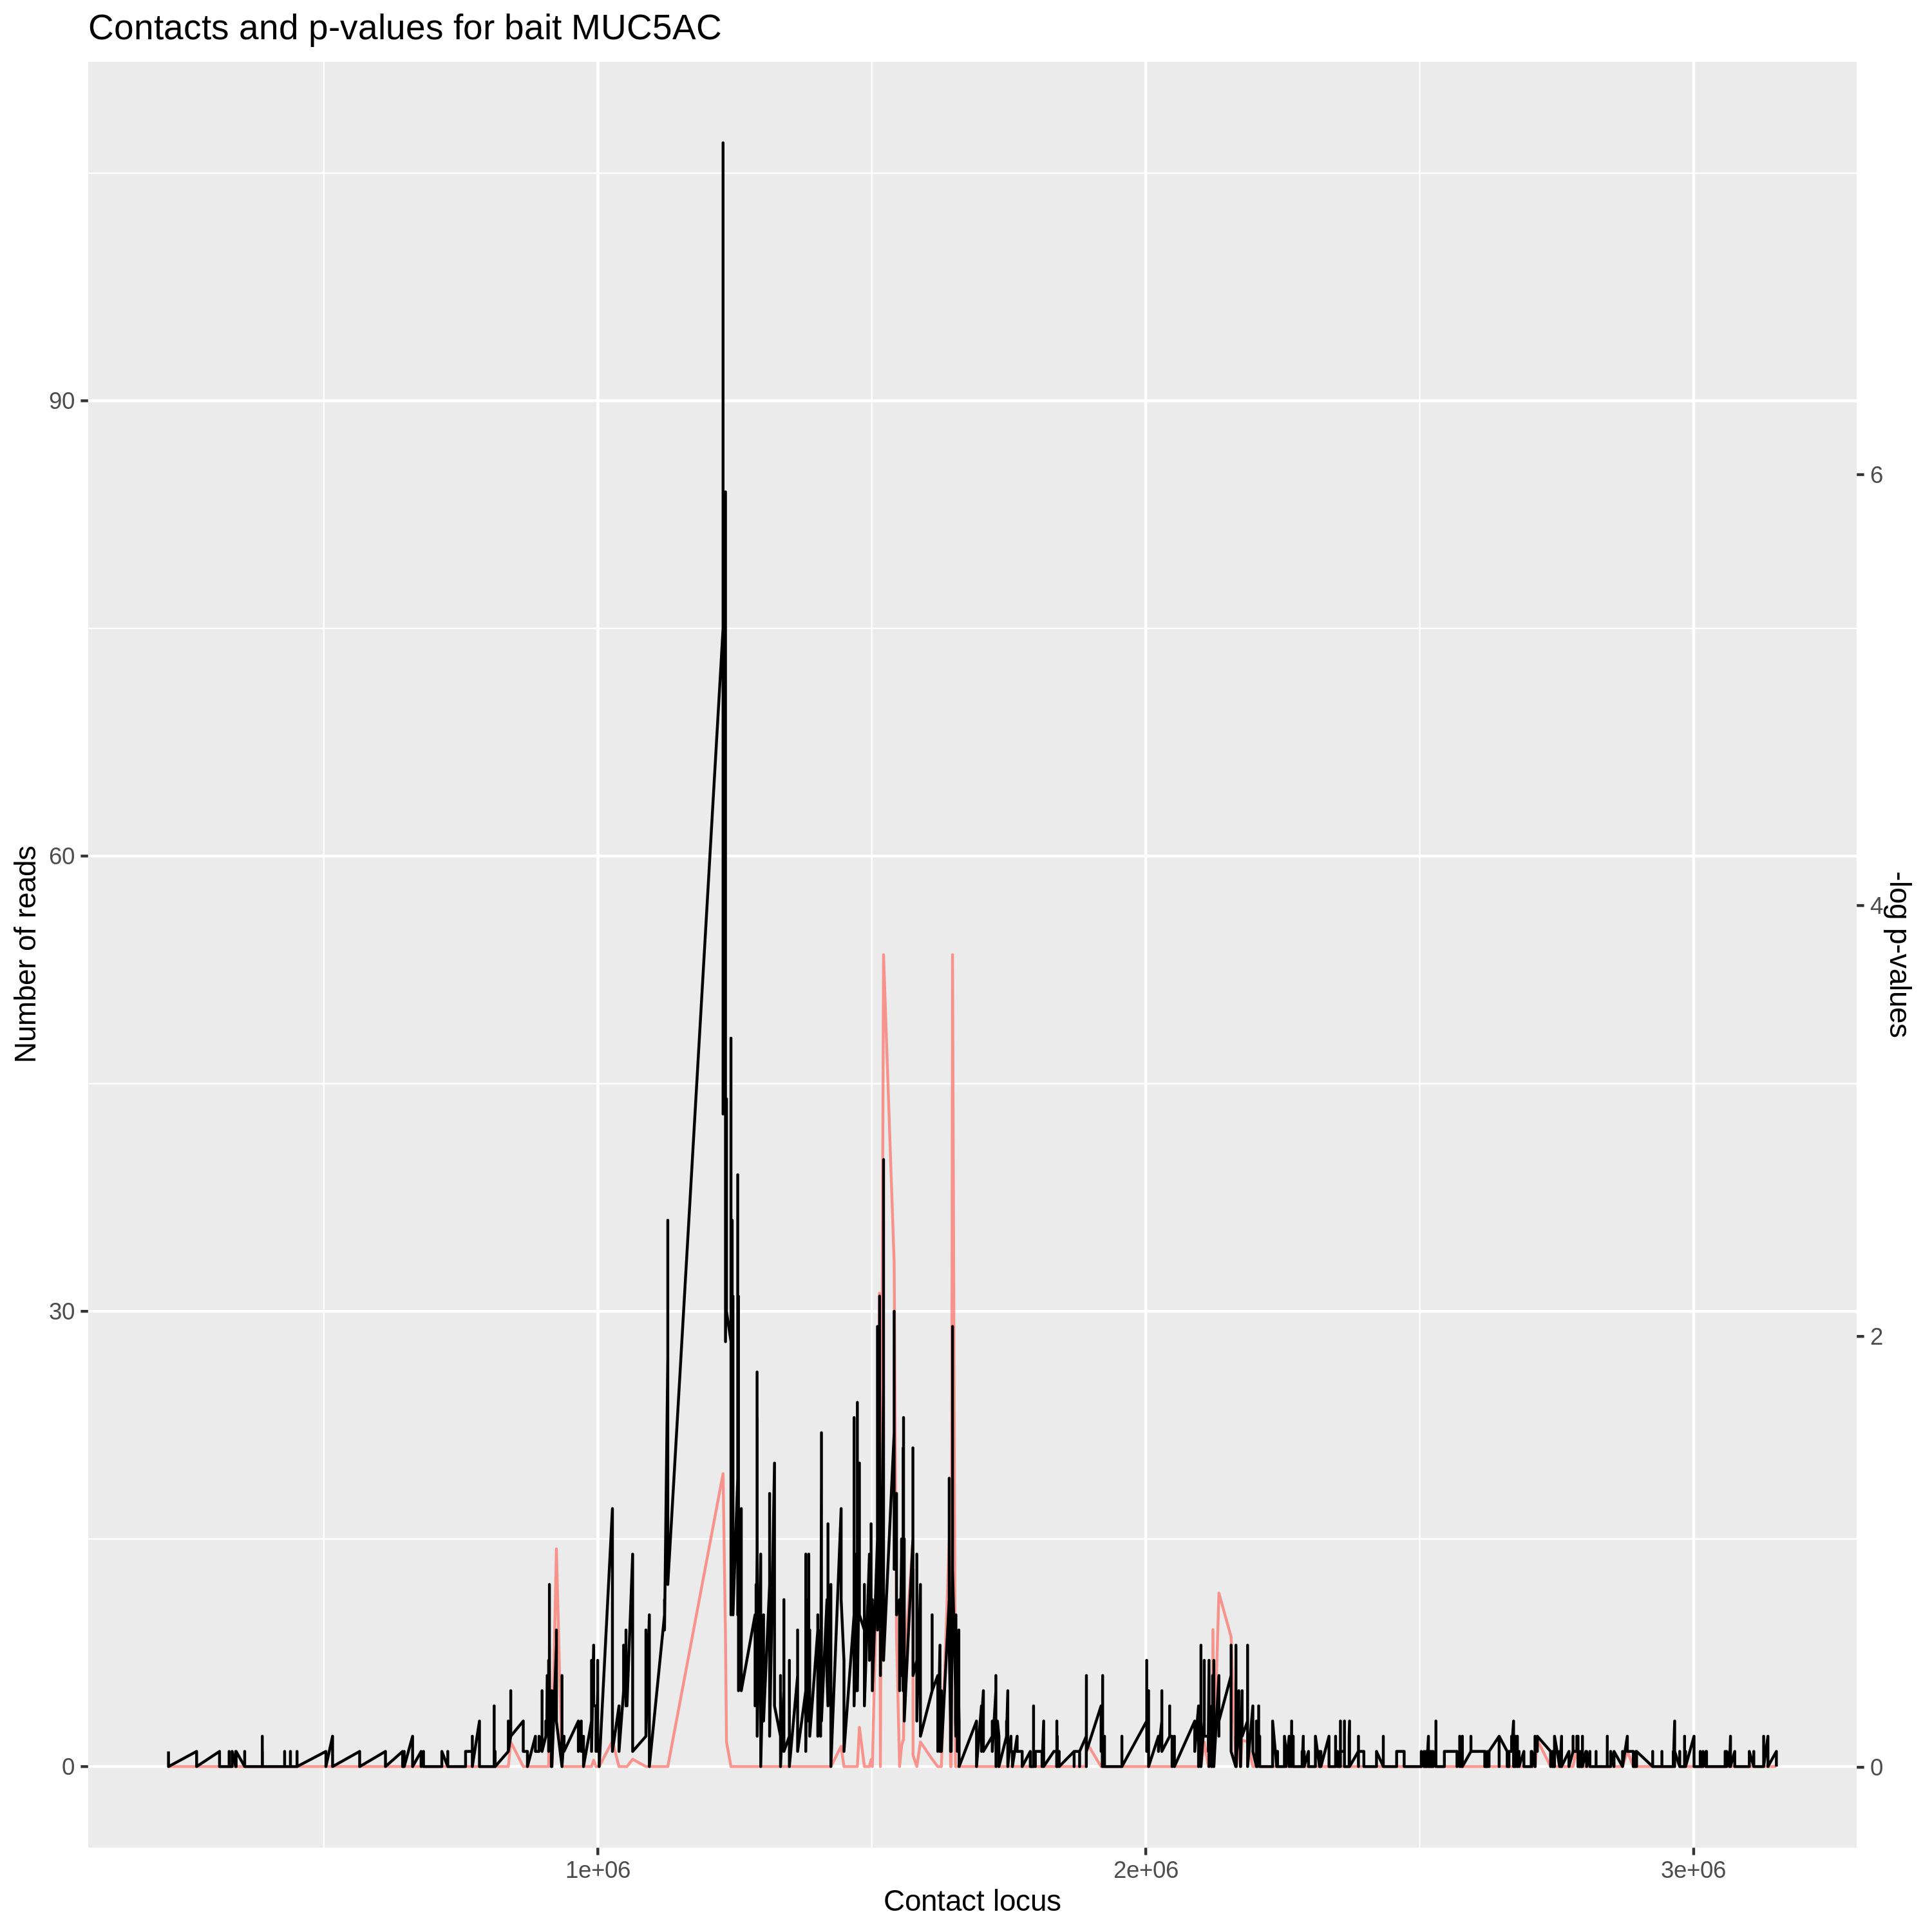 Contacts and p-values for bait MUC5AC
Number of reads
90
60
30
0
6
4
2
0
-log p-values
1e+06
2e+06
3e+06
Contact locus